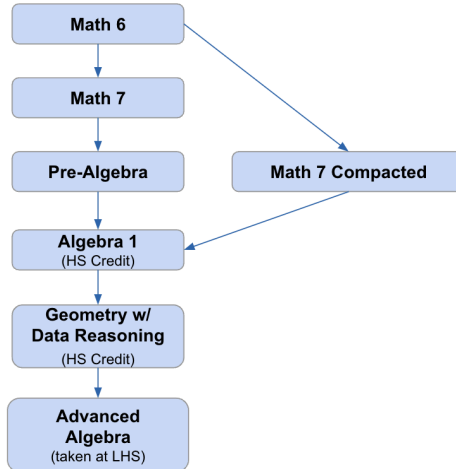 Math 6
Math 7
Pre-Algebra
Math 7 Compacted
Algebra 1
(HS Credit)
Geometry w/
Data Reasoning
(HS Credit)
Advanced
Algebra
(taken at LHS)